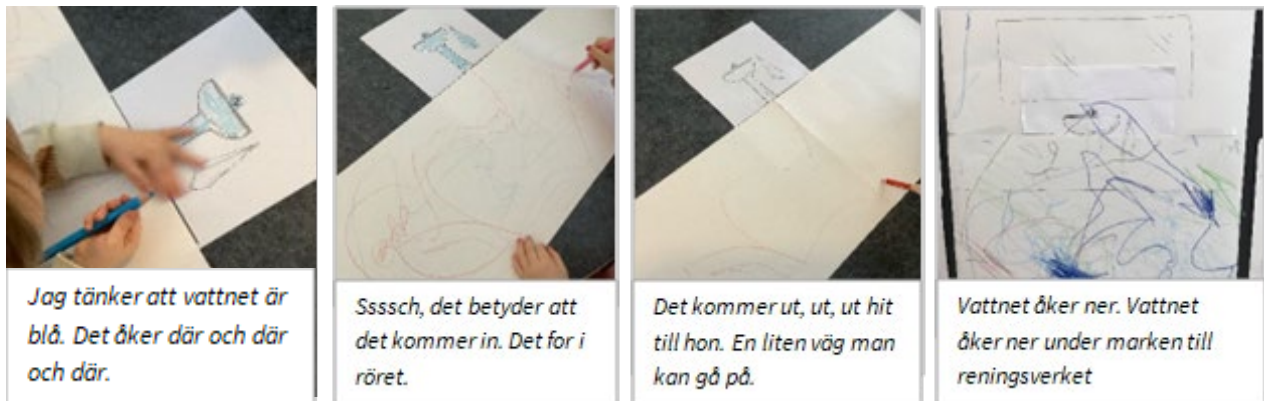 Jag tänker att vattnet är
blå. Det åker där och där
och där.
Ssssch, det betyder att
det kommer in. Det for i
röret.
Det kommer ut, ut, ut hit
till hon. En liten väg man
kan gå på.
Vattnet åker ner. Vattnet
åker ner under marken till
reningsverket